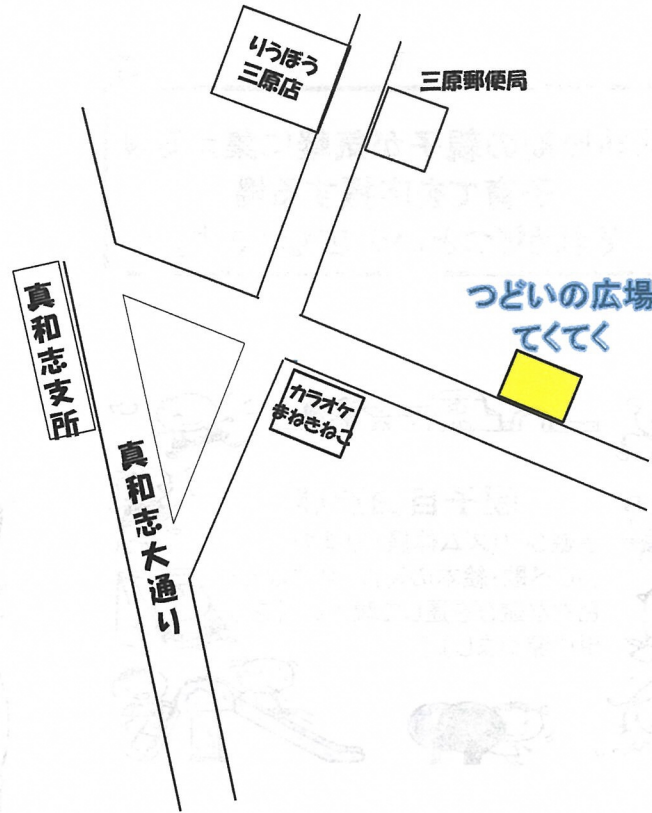 りうぼう
三原店
三原郵便局
つどいの広場
てくてく
真和志支所
カラオケ
まねきねこ
真和志大通り